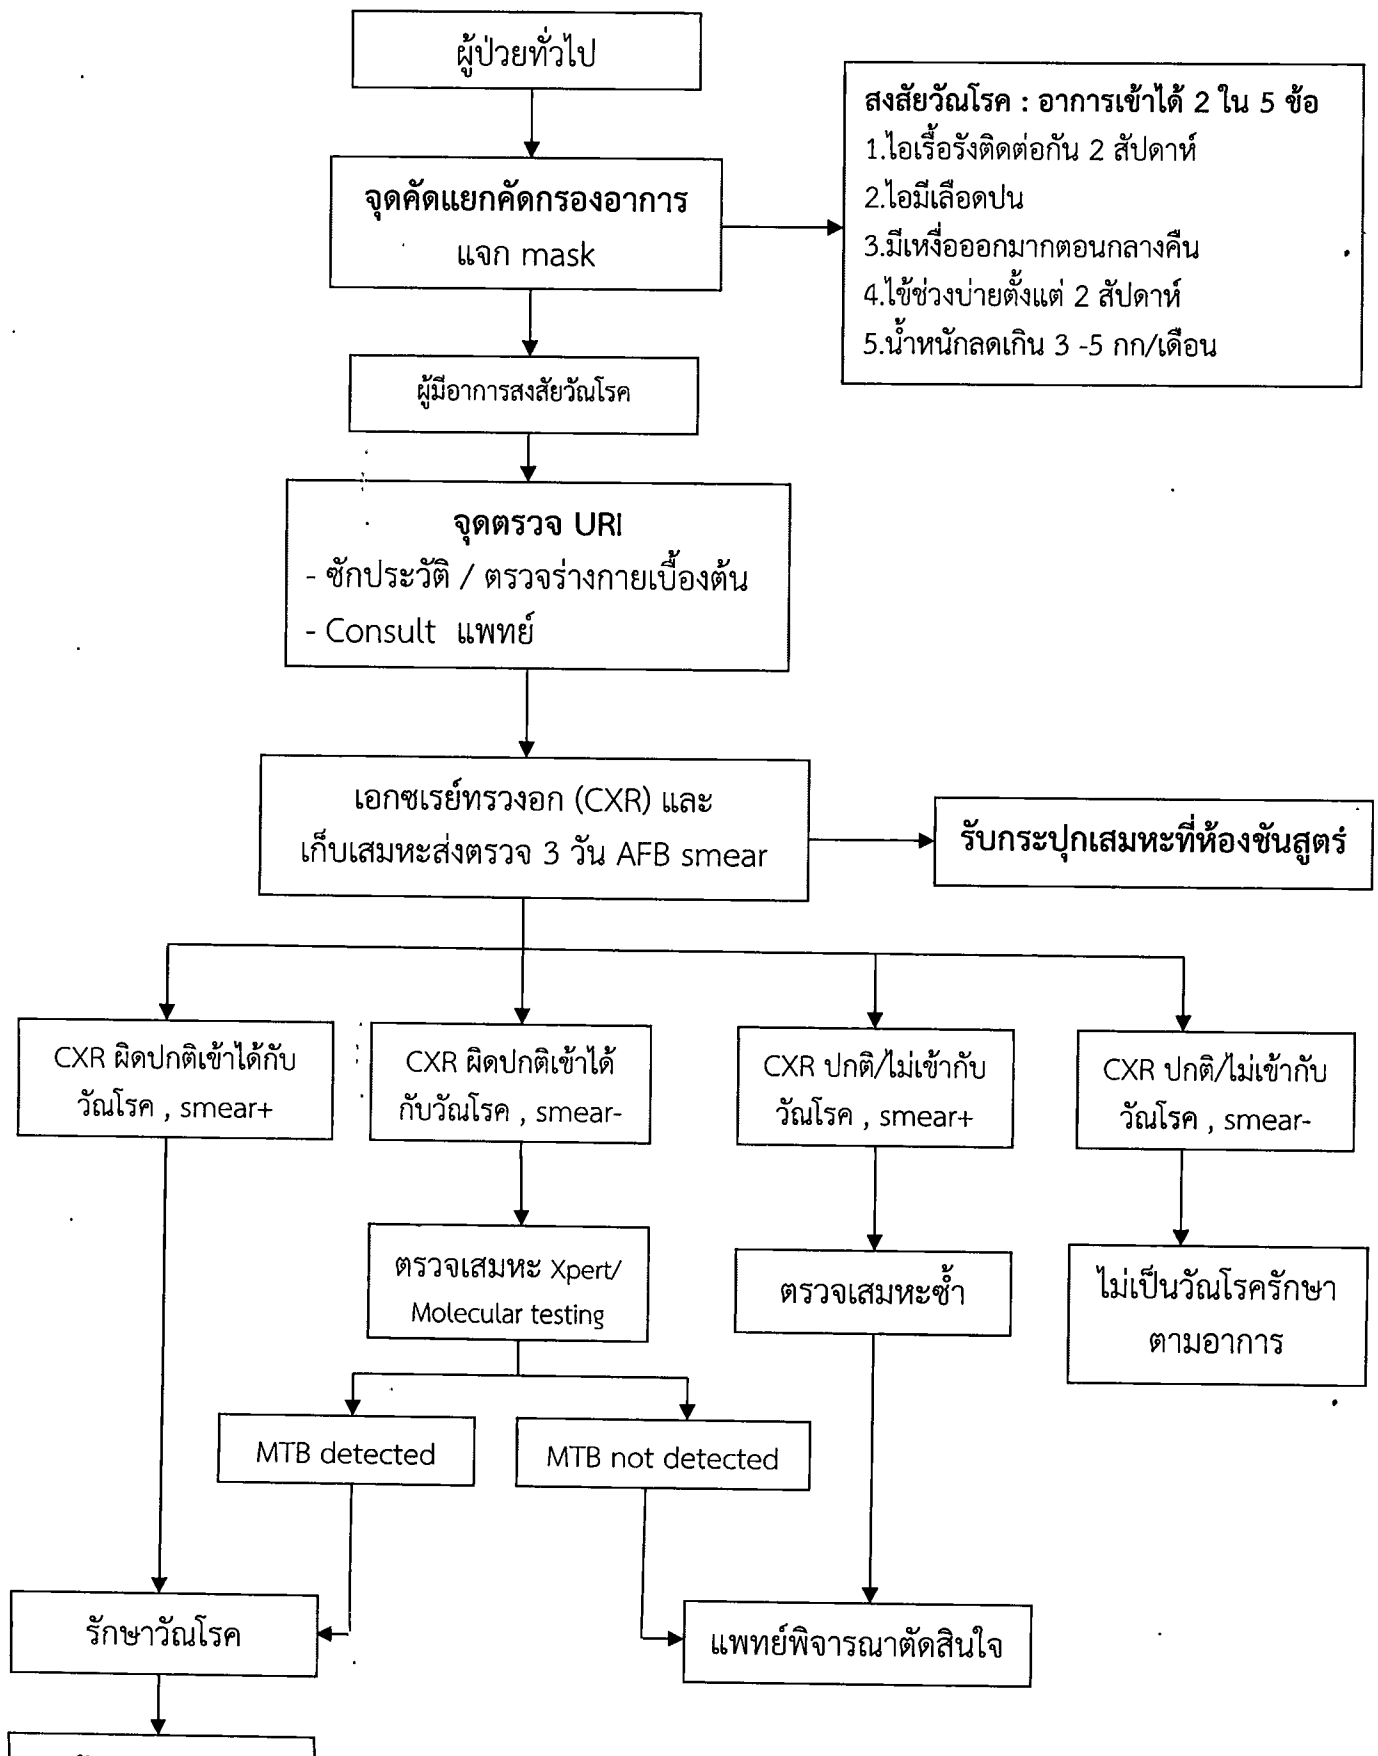 ผู้ป่วยทั่วไป
จุดคัดแยกคัดกรองอาการ
แจก mask
สงสัยวัณโรค : อาการเข้าได้ 2 ใน 5 ข้อ
1.ไอเรื้อรังติดต่อกัน 2 สัปดาห์
2.ไอมีเลือดปน
3.มีเหงื่อออกมากตอนกลางคืน
4.ไข้ช่วงบ่ายตั้งแต่ 2 สัปดาห์
5.น้ำหนักลดเกิน 3 -5 กก/เดือน
ผู้มีอาการสงสัยวัณโรค
จุดตรวจ URI
- ซักประวัติ / ตรวจร่างกายเบื้องต้น
- Consult แพทย์
เอกซเรย์ทรวงอก (CXR) และ
เก็บเสมหะส่งตรวจ 3 วัน AFB smear
รับกระปุกเสมหะที่ห้องชันสูตร์
CXR ผิดปกติเข้าได้กับ
วัณโรค , smear+
CXR ผิดปกติเข้าได้
กับวัณโรค , smear-
CXR ปกติ/ไม่เข้ากับ
วัณโรค , smear+
CXR ปกติ/ไม่เข้ากับ
วัณโรค , smear-
ตรวจเสมหะ Xpert/
Molecular testing
ตรวจเสมหะซ้ำ
ไม่เป็นวัณโรครักษา
ตามอาการ
MTB detected
MTB not detected
รักษาวัณโรค
แพทย์พิจารณาตัดสินใจ